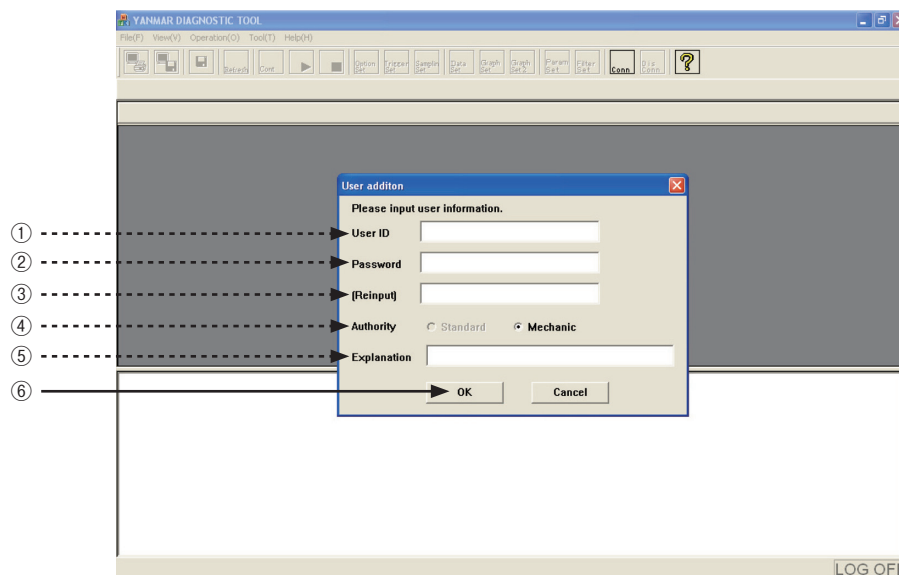 YANMAR DIAGNOSTIC TOOL
File(F) View(V) Operation(O) Tool(T) Help(H)
Cont Option Set Trigger Set Data Set Graph Set Graph Set2 Param Set Filter Set Conn Dis Conn ?
User additon
Please input user information.
① User ID
② Password
③ (Reinput)
④ Authority Standard Mechanic
⑤ Explanation
⑥ OK Cancel
LOG OFF